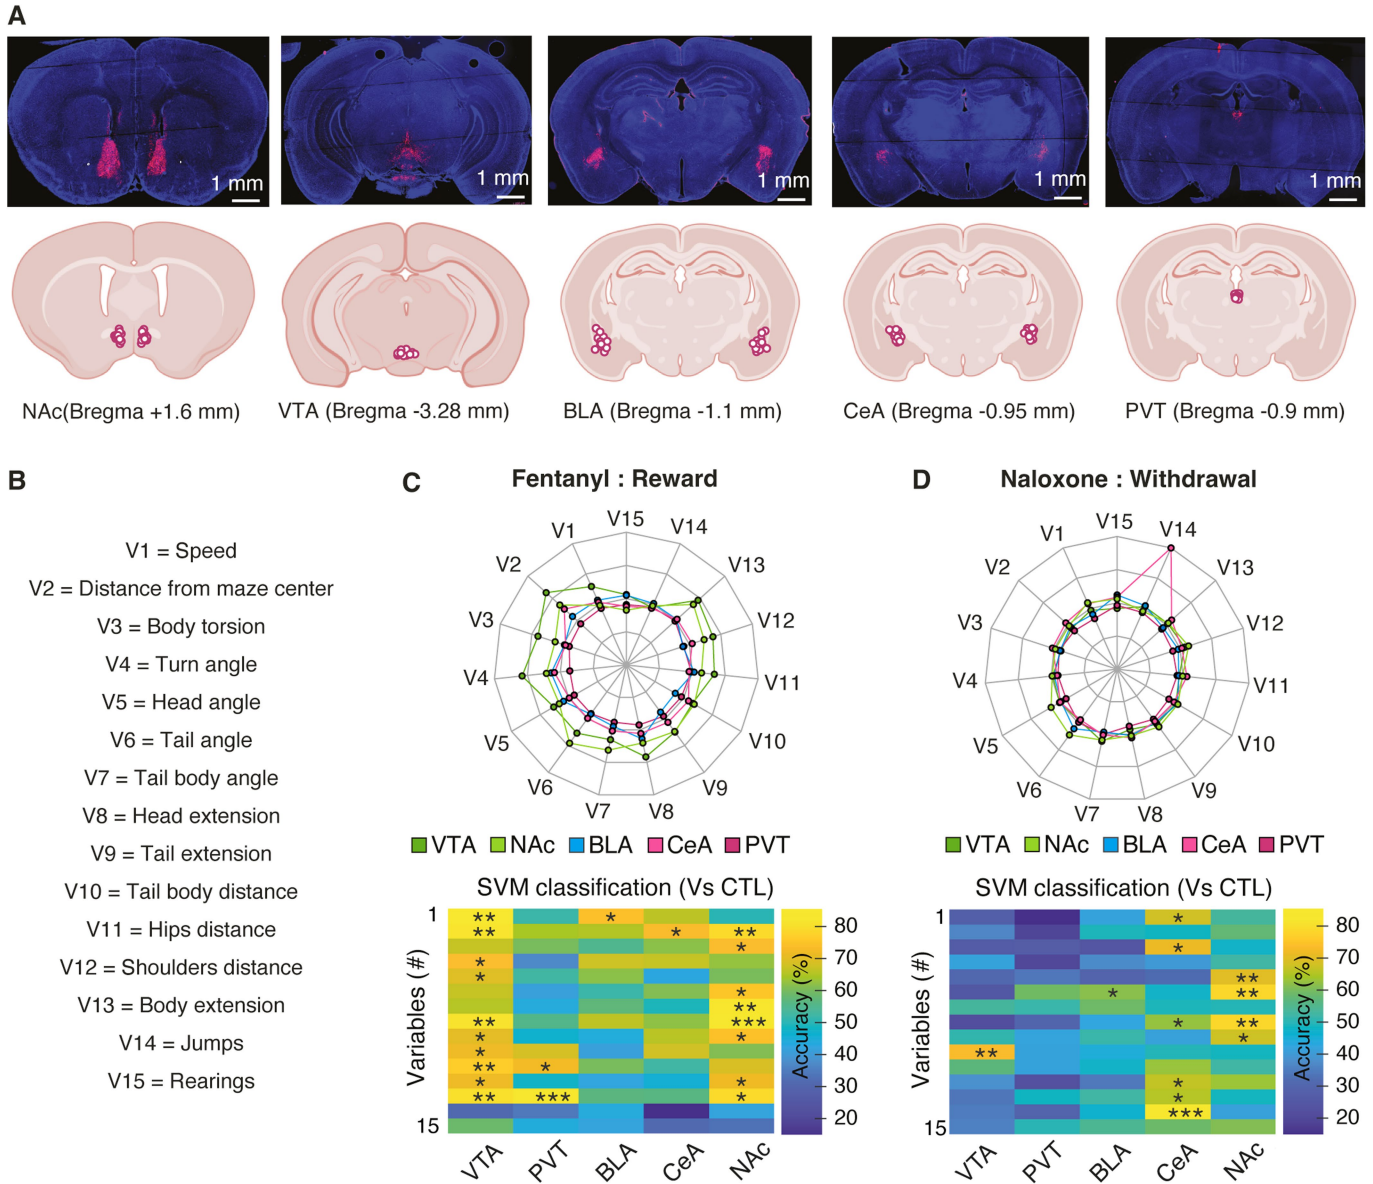 A
1 mm
1 mm
1 mm
1 mm
1 mm
NAc(Bregma +1.6 mm)
VTA (Bregma -3.28 mm)
BLA (Bregma -1.1 mm)
CeA (Bregma -0.95 mm)
PVT (Bregma -0.9 mm)
B
V1 = Speed
V2 = Distance from maze center
V3 = Body torsion
V4 = Turn angle
V5 = Head angle
V6 = Tail angle
V7 = Tail body angle
V8 = Head extension
V9 = Tail extension
V10 = Tail body distance
V11 = Hips distance
V12 = Shoulders distance
V13 = Body extension
V14 = Jumps
V15 = Rearings
C
Fentanyl : Reward
V15
V14
V13
V12
V11
V10
V9
V8
V7
V6
V5
V4
V3
V2
V1
VTA NAc BLA CeA PVT
SVM classification (Vs CTL)
Variables (#)
1
15
** *
** * **
*
*
*
*
**
** ***
* *
*
** *
* *
** *** *
VTA
PVT
BLA
CeA
NAc
80
70
60
50
40
30
20
Accuracy (%)
D
Naloxone : Withdrawal
V15
V14
V13
V12
V11
V10
V9
V8
V7
V6
V5
V4
V3
V2
V1
VTA NAc BLA CeA PVT
SVM classification (Vs CTL)
Variables (#)
1
15
*
*
**
* **
* **
*
**
*
*
***
VTA
PVT
BLA
CeA
NAc
80
70
60
50
40
30
20
Accuracy (%)